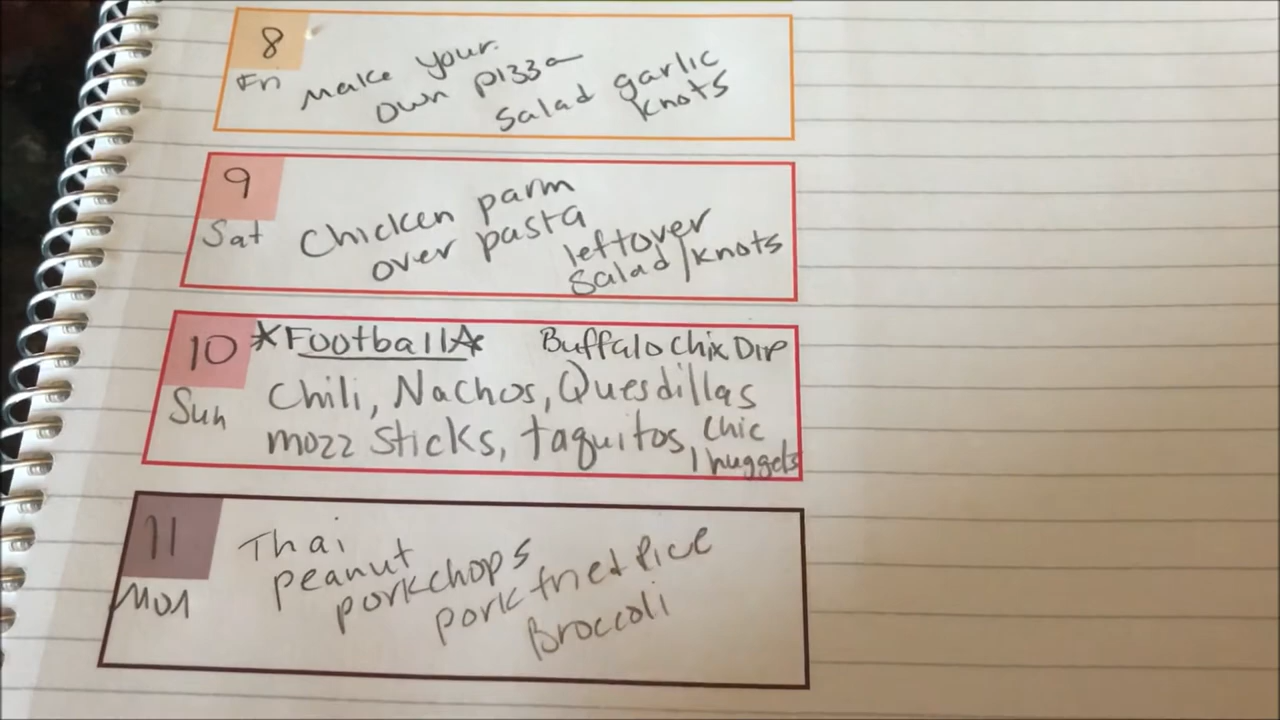 8
Fri
Make your
own pizza
Salad garlic
knots
9
Sat
Chicken parm
over pasta
leftover
Salad/knots
10
Sun
*Football*
Buffalo Chix Dip
Chili, Nachos, Quesdillas
mozz Sticks, taquitos, chic
nuggets
11
Mon
Thai
peanut
porkchops
pork fried Rice
Broccoli